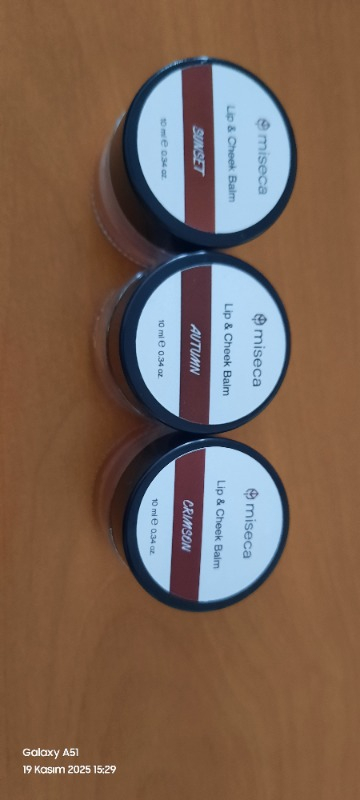 miseca
Lip & Cheek Balm
SUNSET
10 ml ℮ 0.34 oz.
miseca
Lip & Cheek Balm
AUTUMN
10 ml ℮ 0.34 oz.
miseca
Lip & Cheek Balm
CRIMSON
10 ml ℮ 0.34 oz.
Galaxy A51
19 Kasım 2025 15:29